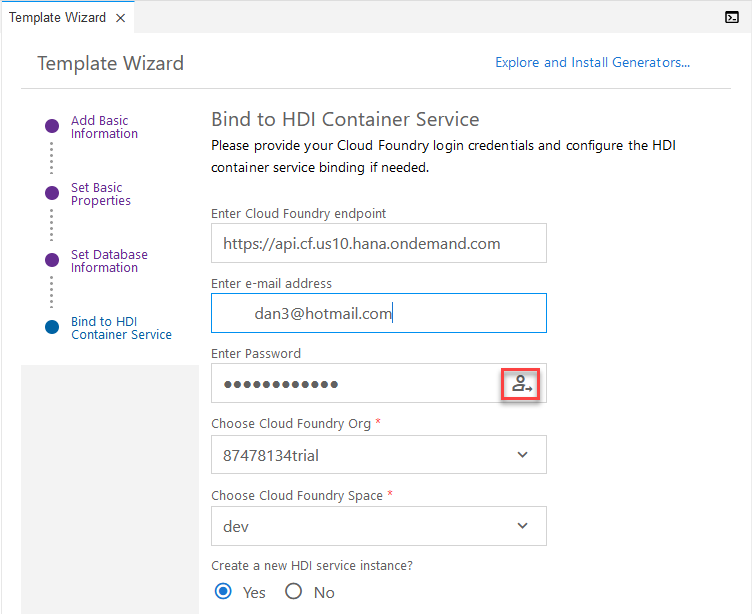 Template Wizard
Template Wizard
Explore and Install Generators...
Add Basic
Information
Set Basic
Properties
Set Database
Information
Bind to HDI
Container Service
Bind to HDI Container Service
Please provide your Cloud Foundry login credentials and configure the HDI
container service binding if needed.
Enter Cloud Foundry endpoint
https://api.cf.us10.hana.ondemand.com
Enter e-mail address
dan3@hotmail.com
Enter Password
••••••••••••
Choose Cloud Foundry Org *
87478134trial
Choose Cloud Foundry Space *
dev
Create a new HDI service instance?
Yes No